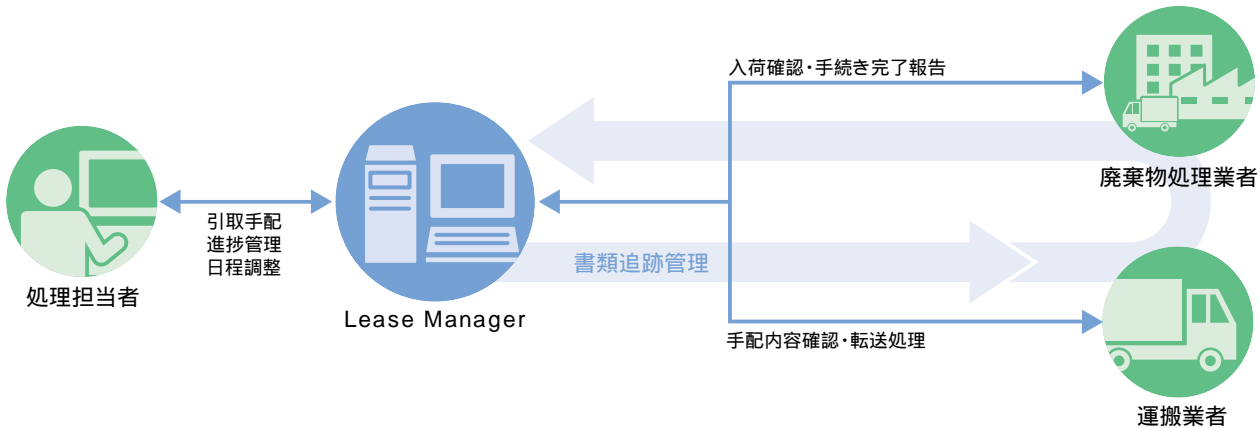 入荷確認・手続き完了報告
廃棄物処理業者
引取手配
進捗管理
日程調整
書類追跡管理
処理担当者
Lease Manager
手配内容確認・転送処理
運搬業者